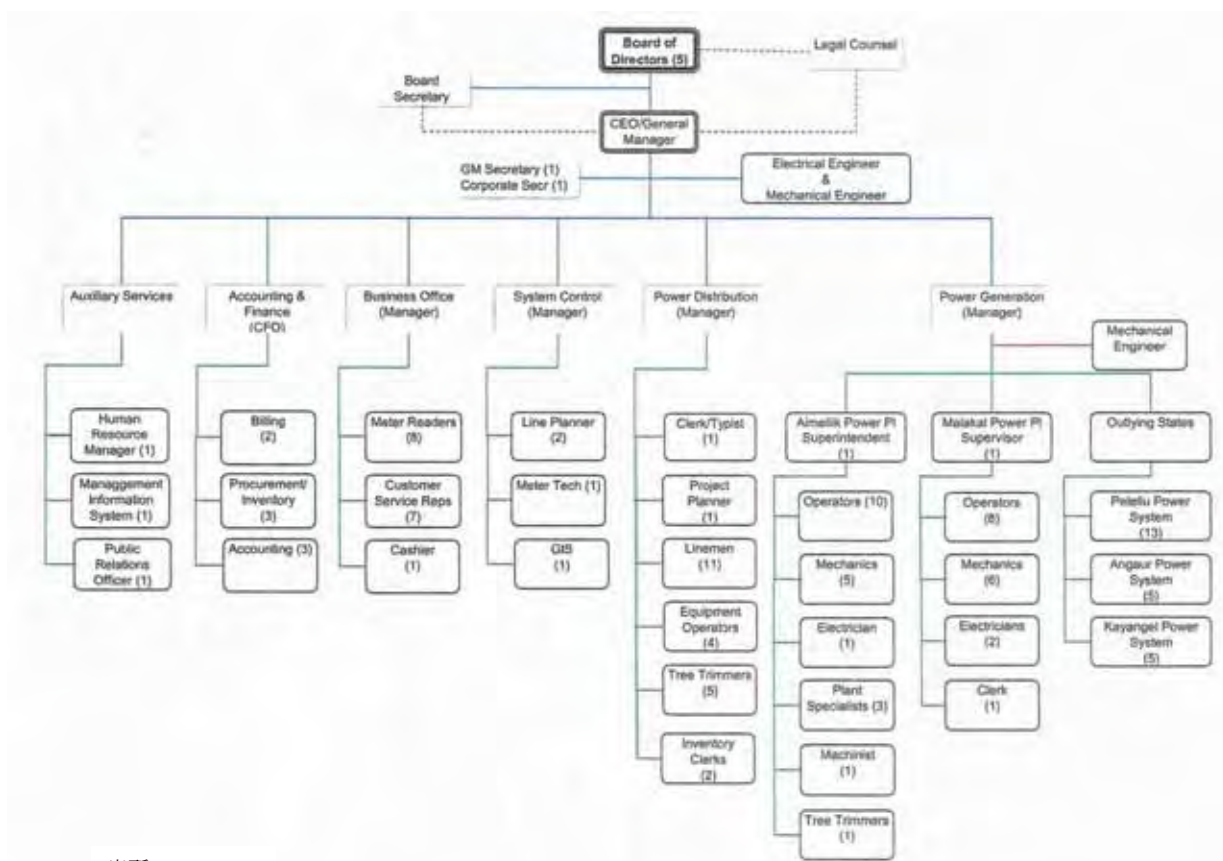 Board of
Directors (5)
Legal Counsel
Board
Secretary
CEO/General
Manager
GM Secretary (1)
Corporate Secr (1)
Electrical Engineer
&
Mechanical Engineer
Auxiliary Services
Accounting &
Finance
(CFO)
Business Office
(Manager)
System Control
(Manager)
Power Distribution
(Manager)
Power Generation
(Manager)
Mechanical
Engineer
Human
Resource
Manager (1)
Managgement
Information
System (1)
Public
Relations
Officer (1)
Billing
(2)
Procurement/
Inventory
(3)
Accounting (3)
Meter Readers
(8)
Customer
Service Reps
(7)
Cashier
(1)
Line Planner
(2)
Meter Tech (1)
GIS
(1)
Clerk/Typist
(1)
Project
Planner
(1)
Linemen
(11)
Equipment
Operators
(4)
Tree Trimmers
(5)
Inventory
Clerks
(2)
Aimeliik Power Pl
Superintendent
(1)
Operators (10)
Mechanics
(5)
Electrician
(1)
Plant
Specialists (3)
Machinist
(1)
Tree Trimmers
(1)
Malakal Power Pl
Supervisor
(1)
Operators
(8)
Mechanics
(6)
Electricians
(2)
Clerk
(1)
Outlying States
Peleliu Power
System
(13)
Angaur Power
System
(5)
Kayangel Power
System
(5)